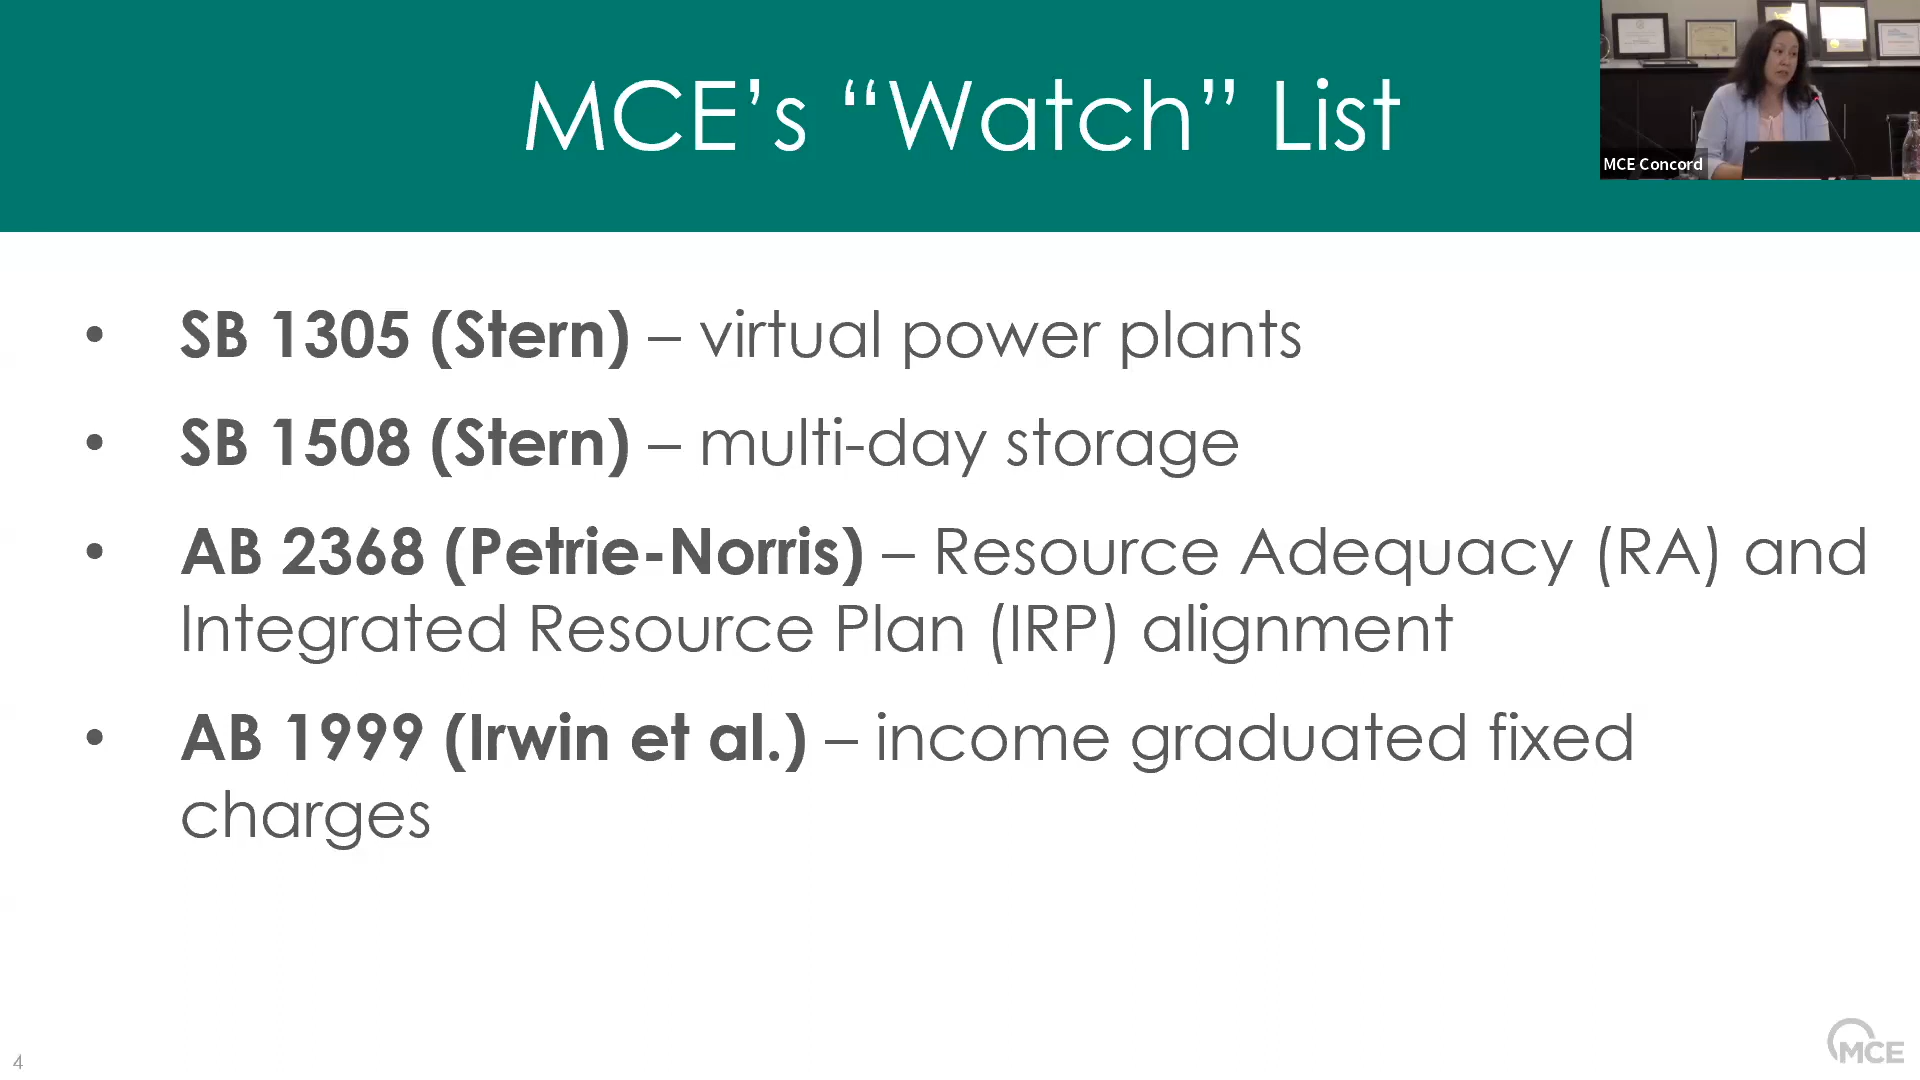 MCE's “Watch” List
MCE Concord
• SB 1305 (Stern) – virtual power plants
• SB 1508 (Stern) – multi-day storage
• AB 2368 (Petrie-Norris) – Resource Adequacy (RA) and
Integrated Resource Plan (IRP) alignment
• AB 1999 (Irwin et al.) – income graduated fixed
charges
4
MCE